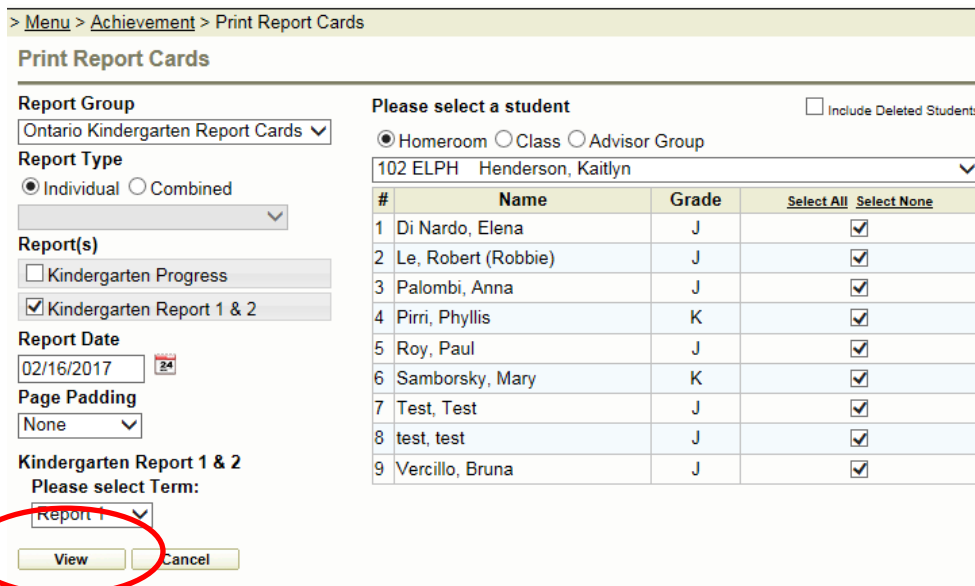 > Menu > Achievement > Print Report Cards
Print Report Cards
Report Group
Ontario Kindergarten Report Cards
Report Type
Individual Combined
Report(s)
Kindergarten Progress
Kindergarten Report 1 & 2
Report Date
02/16/2017 24
Page Padding
None
Kindergarten Report 1 & 2
Please select Term:
Report 1
View Cancel
Please select a student Include Deleted Students
Homeroom Class Advisor Group
102 ELPH Henderson, Kaitlyn
# Name Grade Select All Select None
1 Di Nardo, Elena J
2 Le, Robert (Robbie) J
3 Palombi, Anna J
4 Pirri, Phyllis K
5 Roy, Paul J
6 Samborsky, Mary K
7 Test, Test J
8 test, test J
9 Vercillo, Bruna J